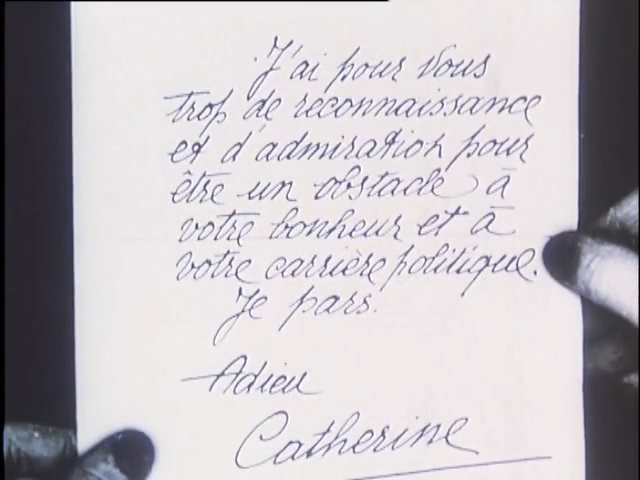 J'ai pour Vous
trop de reconnaissance
et d'admiration pour
être un obstacle à
votre bonheur et à
votre carrière politique.
Je pars.
Adieu
Catherine